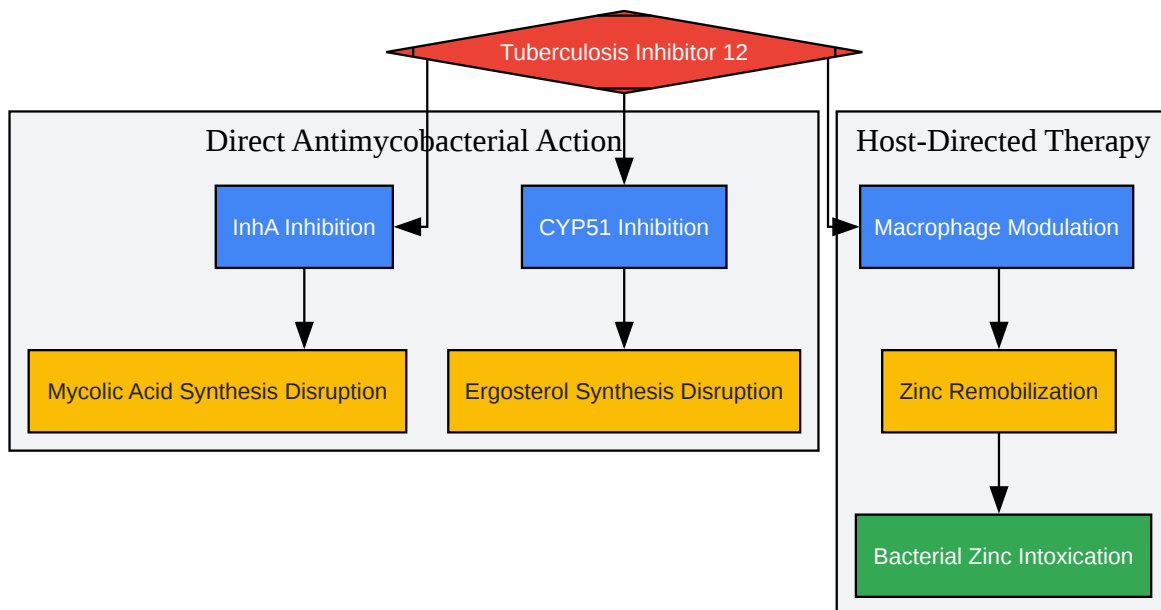 Tuberculosis Inhibitor 12
Direct Antimycobacterial Action
Host-Directed Therapy
InhA Inhibition
CYP51 Inhibition
Macrophage Modulation
Mycolic Acid Synthesis Disruption
Ergosterol Synthesis Disruption
Zinc Remobilization
Bacterial Zinc Intoxication